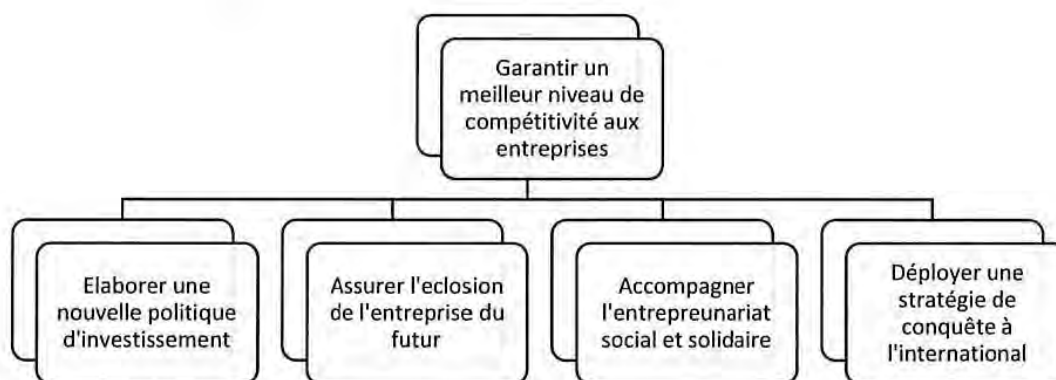 Garantir un
meilleur niveau de
compétitivité aux
entreprises
Elaborer une
nouvelle politique
d'investissement
Assurer l'eclosion
de l'entreprise du
futur
Accompagner
l'entrepreunariat
social et solidaire
Déployer une
stratégie de
conquête à
l'international